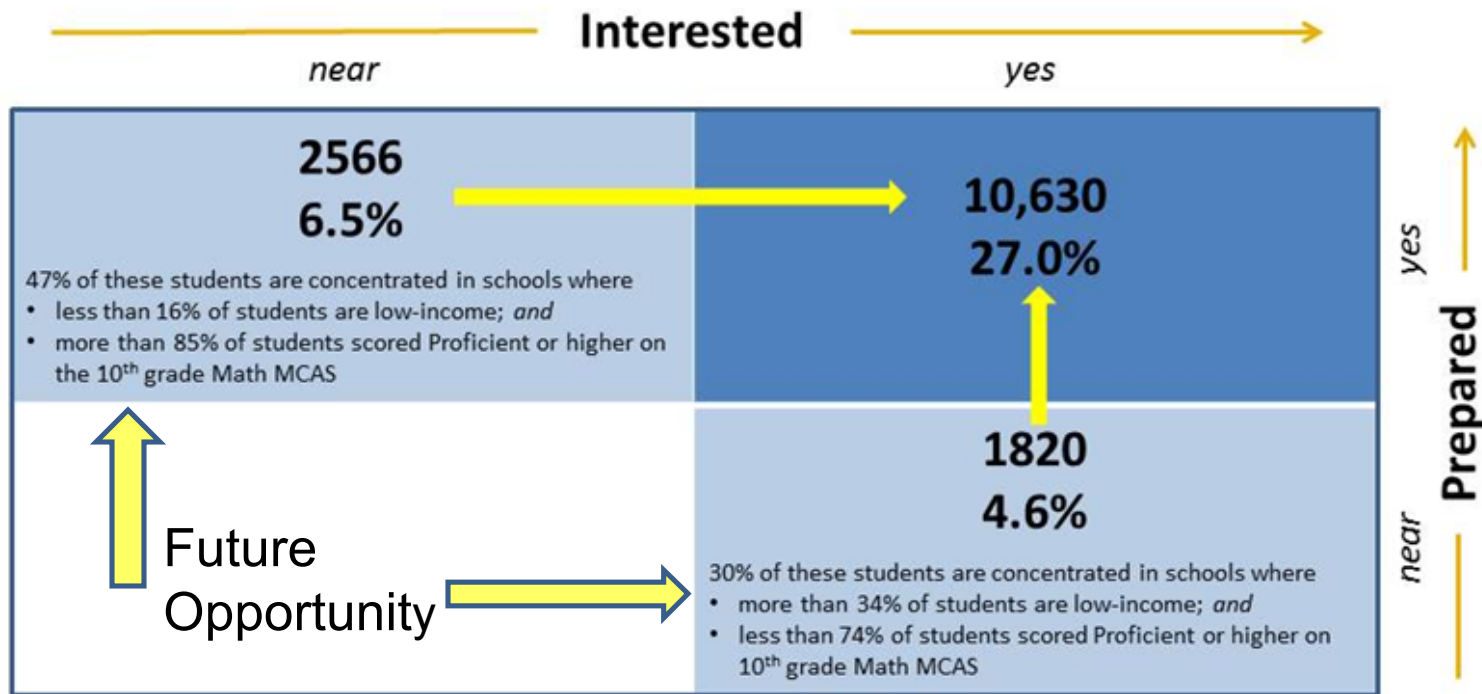 Interested
near
yes
2566
6.5%
47% of these students are concentrated in schools where
• less than 16% of students are low-income; and
• more than 85% of students scored Proficient or higher on
the 10th grade Math MCAS
10,630
27.0%
yes
Prepared
near
Future
Opportunity
1820
4.6%
30% of these students are concentrated in schools where
• more than 34% of students are low-income; and
• less than 74% of students scored Proficient or higher on
10th grade Math MCAS